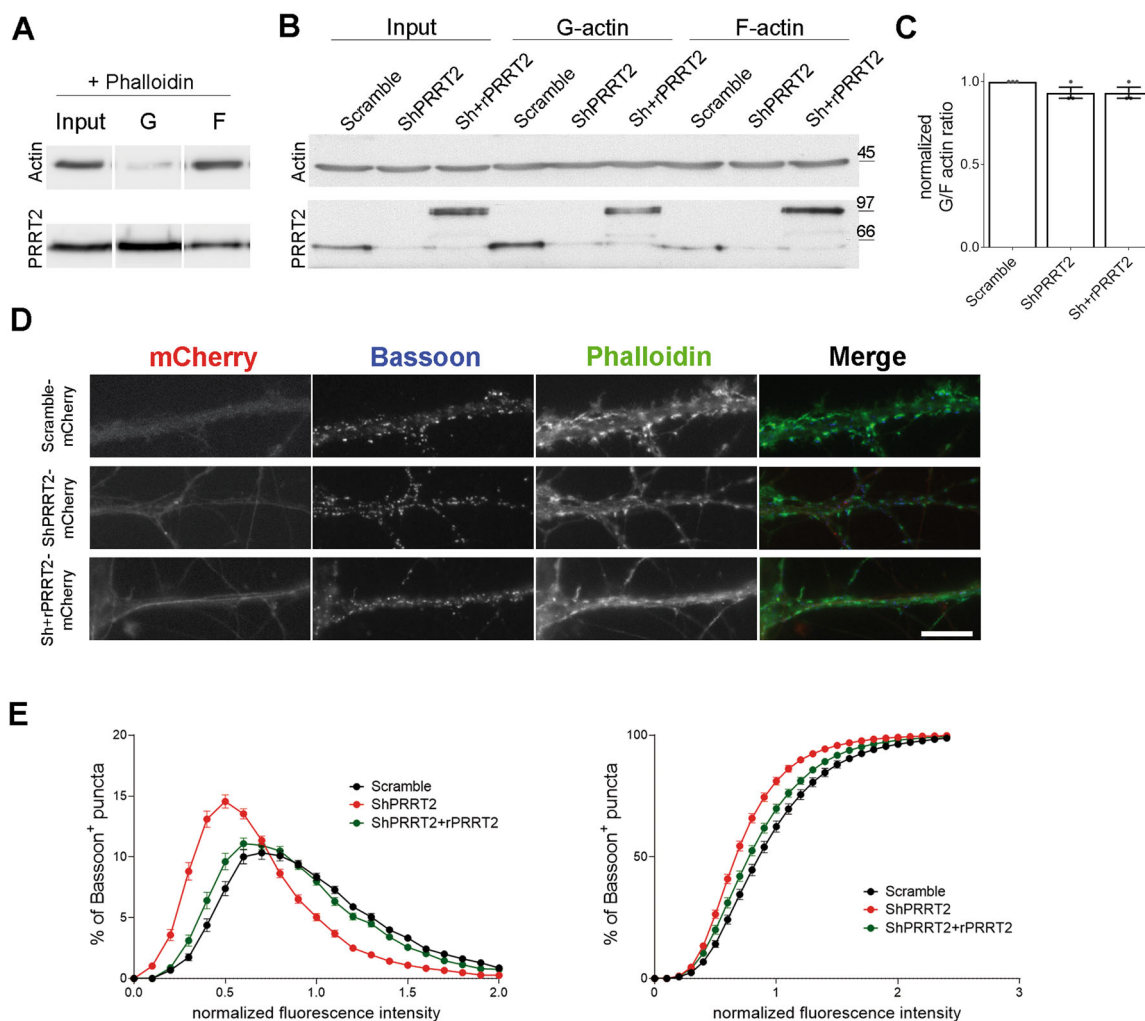 A
+ Phalloidin
Input G F
Actin
PRRT2
B
Input G-actin F-actin
Scramble ShPRRT2 Sh+rPRRT2 Scramble ShPRRT2 Sh+rPRRT2 Scramble ShPRRT2 Sh+rPRRT2
Actin
45
PRRT2
97
66
C
normalized
G/F actin ratio
1.0
0.5
0.0
Scramble ShPRRT2 Sh+rPRRT2
D
mCherry Bassoon Phalloidin Merge
Scramble-
mCherry
ShPRRT2-
mCherry
Sh+rPRRT2-
mCherry
E
% of Bassoon+ puncta
20
15
10
5
0
0 0.5 1.0 1.5 2.0
normalized fluorescence intensity
Scramble
ShPRRT2
ShPRRT2+rPRRT2
% of Bassoon+ puncta
100
50
0
0 1 2 3
normalized fluorescence intensity
Scramble
ShPRRT2
ShPRRT2+rPRRT2